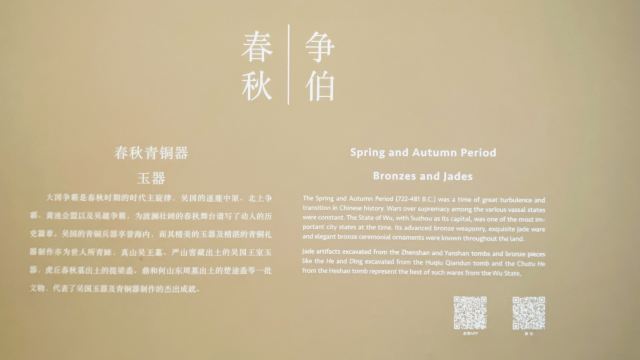 春秋
争伯
春秋青铜器
玉器
大国争霸是春秋时期的时代主旋律。吴国的逐鹿中原、北上争
霸、黄池会盟以及吴越争霸，为波澜壮阔的春秋舞台谱写了动人的历
史篇章。吴国的青铜兵器享誉海内，而其精美的玉器及精湛的青铜礼
器制作亦为世人所青睐。真山吴王墓、严山窖藏出土的吴国王室玉
器，虎丘春秋墓出土的提梁盉、鼎和何山东周墓出土的楚途盉等一批
文物，代表了吴国玉器及青铜器制作的杰出成就。
Spring and Autumn Period
Bronzes and Jades
The Spring and Autumn Period (722-481 B.C.) was a time of great turbulence and
transition in Chinese history. Wars over supremacy among the various vassal states
were constant. The State of Wu, with Suzhou as its capital, was one of the most im-
portant city states at the time. Its advanced bronze weaponry, exquisite jade ware
and elegant bronze ceremonial ornaments were known throughout the land.
Jade artifacts excavated from the Zhenshan and Yanshan tombs and bronze pieces
like the He and Ding excavated from the Huqiu Qiandun tomb and the Chutu He
from the Heshan tomb represent the best of such wares from the Wu State.